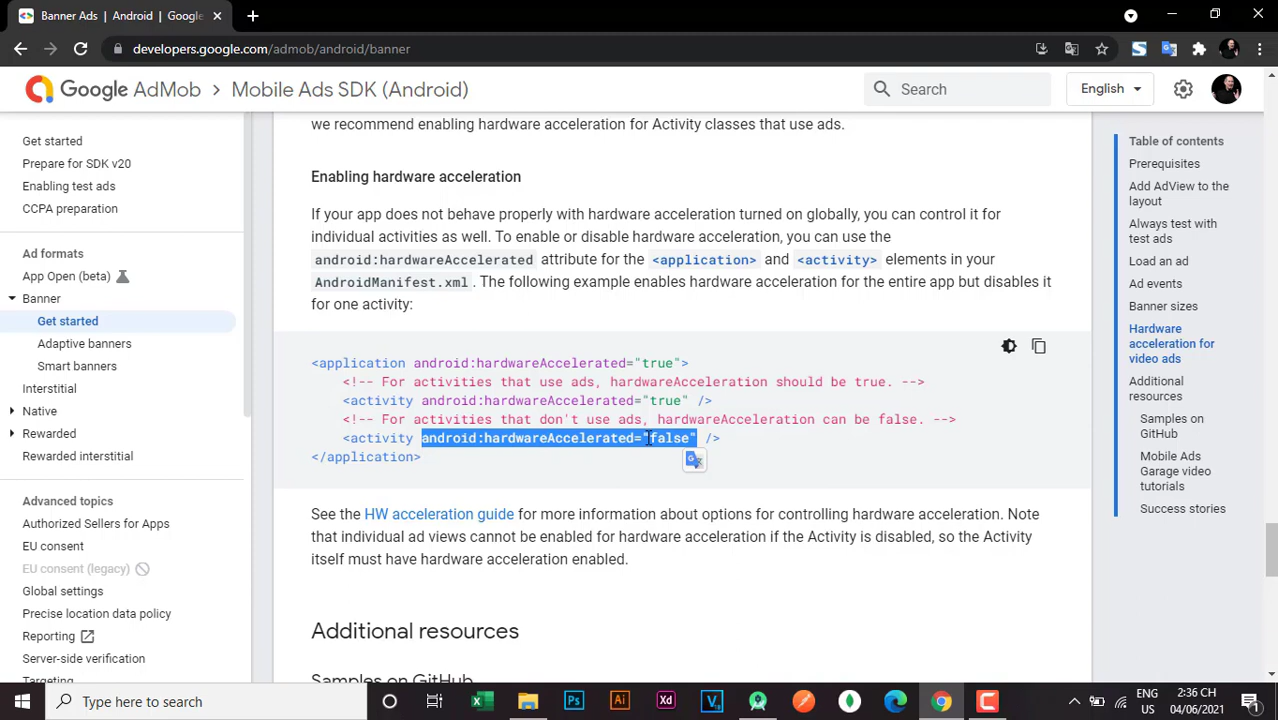 Banner Ads | Android | Google
developers.google.com/admob/android/banner
Google AdMob > Mobile Ads SDK (Android)
Search
English
Get started
Prepare for SDK v20
Enabling test ads
CCPA preparation
Ad formats
App Open (beta)
Banner
Get started
Adaptive banners
Smart banners
Interstitial
Native
Rewarded
Rewarded interstitial
Advanced topics
Authorized Sellers for Apps
EU consent
EU consent (legacy)
Global settings
Precise location data policy
Reporting
Server-side verification
Targeting
we recommend enabling hardware acceleration for Activity classes that use ads.
Enabling hardware acceleration
If your app does not behave properly with hardware acceleration turned on globally, you can control it for
individual activities as well. To enable or disable hardware acceleration, you can use the
android:hardwareAccelerated attribute for the <application> and <activity> elements in your
AndroidManifest.xml. The following example enables hardware acceleration for the entire app but disables it
for one activity:
<application android:hardwareAccelerated="true">
<!-- For activities that use ads, hardwareAcceleration should be true. -->
<activity android:hardwareAccelerated="true" />
<!-- For activities that don't use ads, hardwareAcceleration can be false. -->
<activity android:hardwareAccelerated="false" />
</application>
See the HW acceleration guide for more information about options for controlling hardware acceleration. Note
that individual ad views cannot be enabled for hardware acceleration if the Activity is disabled, so the Activity
itself must have hardware acceleration enabled.
Additional resources
Samples on GitHub
Table of contents
Prerequisites
Add AdView to the
layout
Always test with
test ads
Load an ad
Ad events
Banner sizes
Hardware
acceleration for
video ads
Additional
resources
Samples on
GitHub
Mobile Ads
Garage video
tutorials
Success stories
Type here to search
ENG
US
2:36 CH
04/06/2021